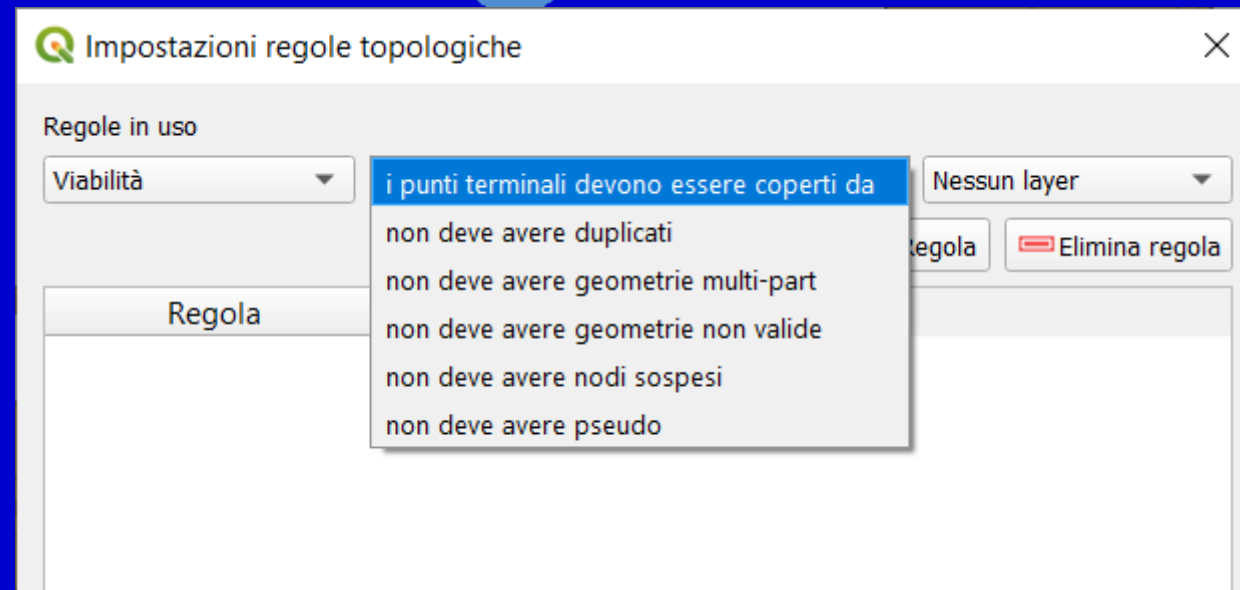 Impostazioni regole topologiche
Regole in uso
Viabilità
i punti terminali devono essere coperti da
Nessun layer
non deve avere duplicati
non deve avere geometrie multi-part
non deve avere geometrie non valide
non deve avere nodi sospesi
non deve avere pseudo
Elimina regola
Regola